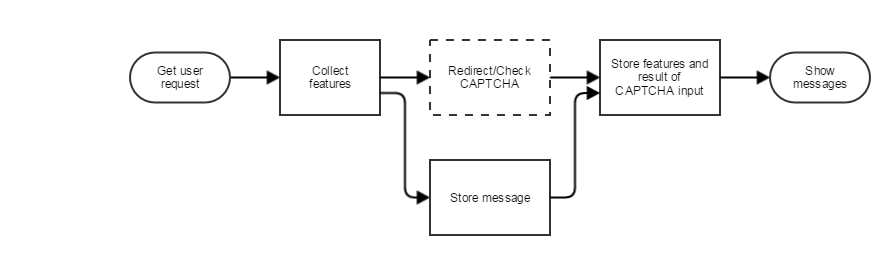 Get user
request
Collect
features
Redirect/Check
CAPTCHA
Store features and
result of
CAPTCHA input
Show
messages
Store message